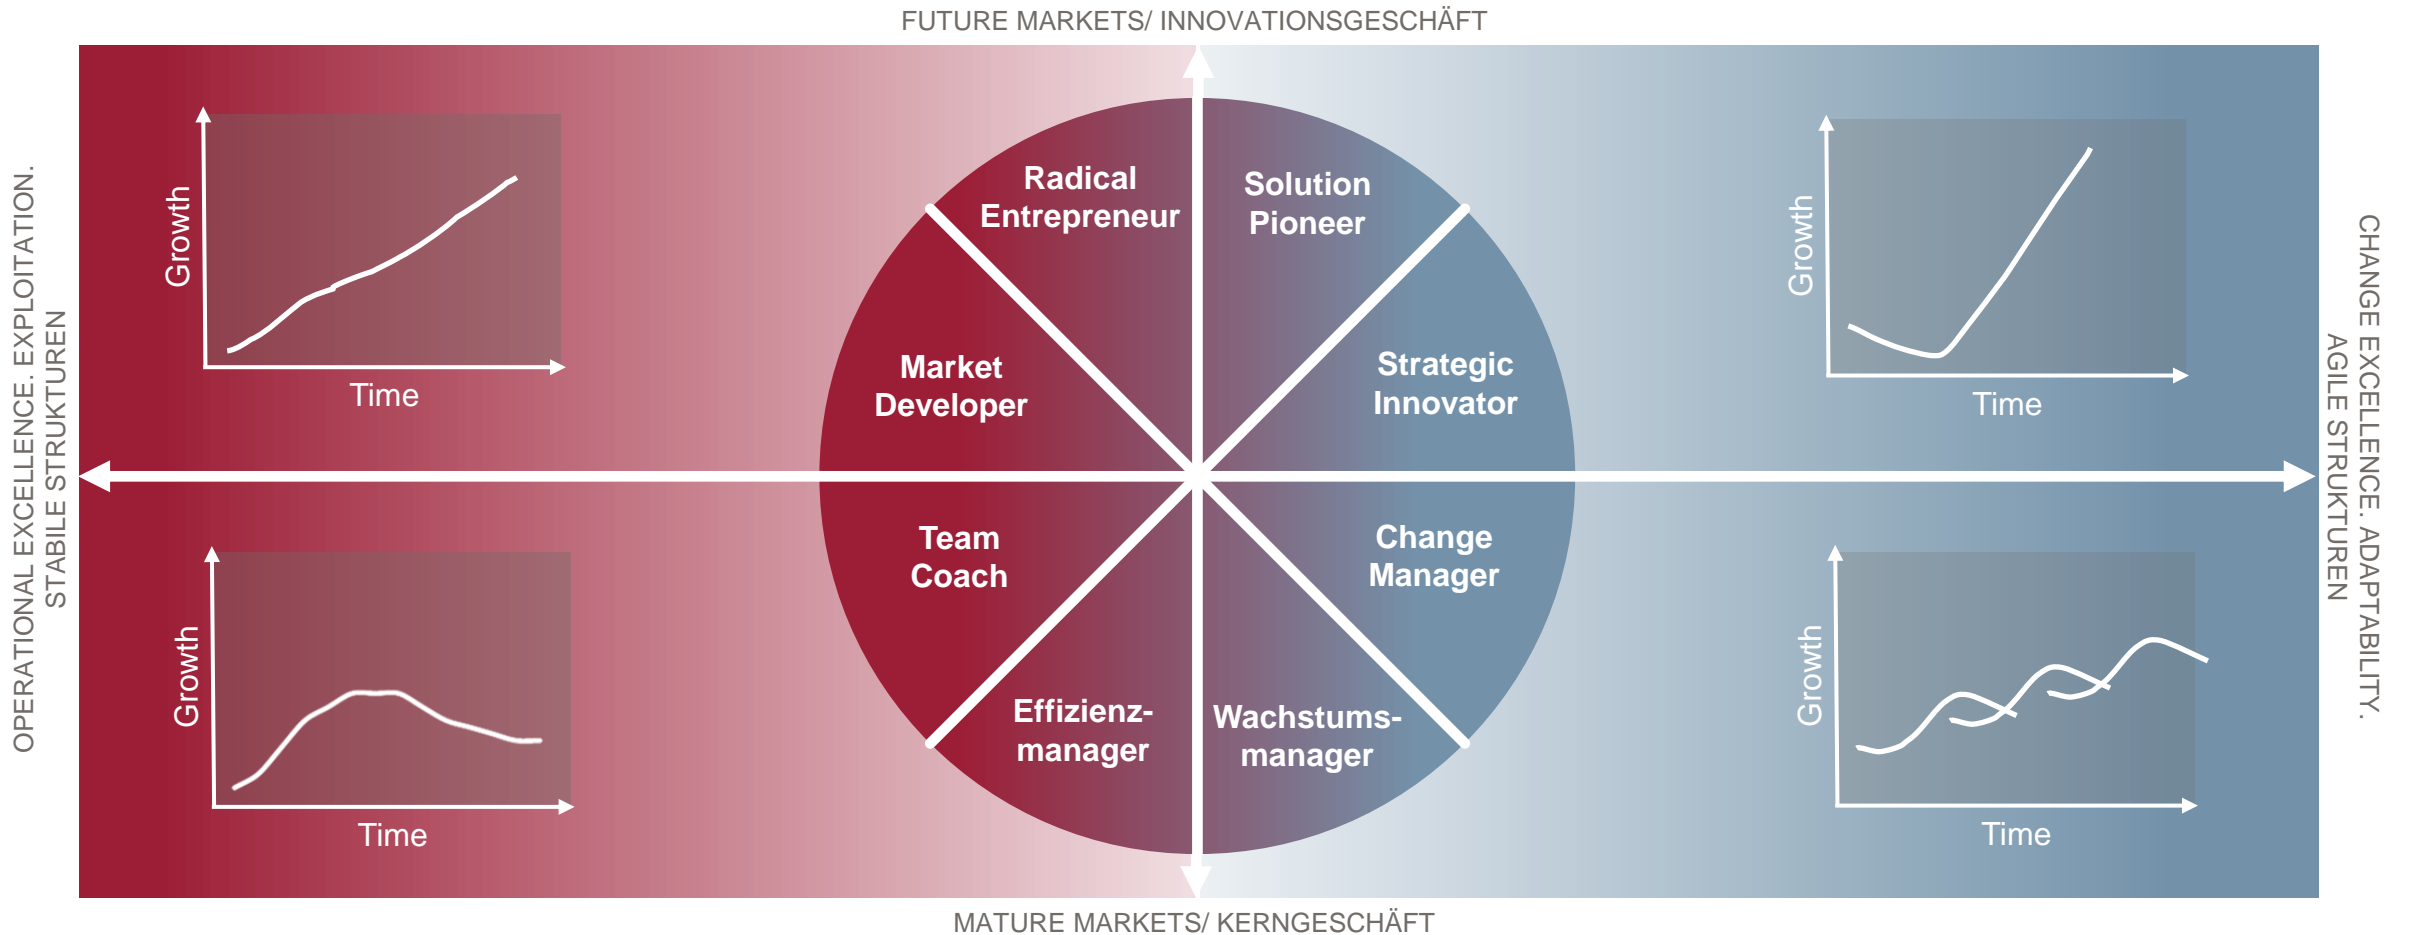 FUTURE MARKETS/ INNOVATIONSGESCHÄFT
OPERATIONAL EXCELLENCE. EXPLOITATION.
STABILE STRUKTUREN
Growth
Time
Radical
Entrepreneur
Solution
Pioneer
Market
Developer
Strategic
Innovator
Growth
Time
CHANGE EXCELLENCE. ADAPTABILITY.
AGILE STRUKTUREN
Growth
Time
Team
Coach
Change
Manager
Effizienz-
manager
Wachstums-
manager
Growth
Time
MATURE MARKETS/ KERNGESCHÄFT